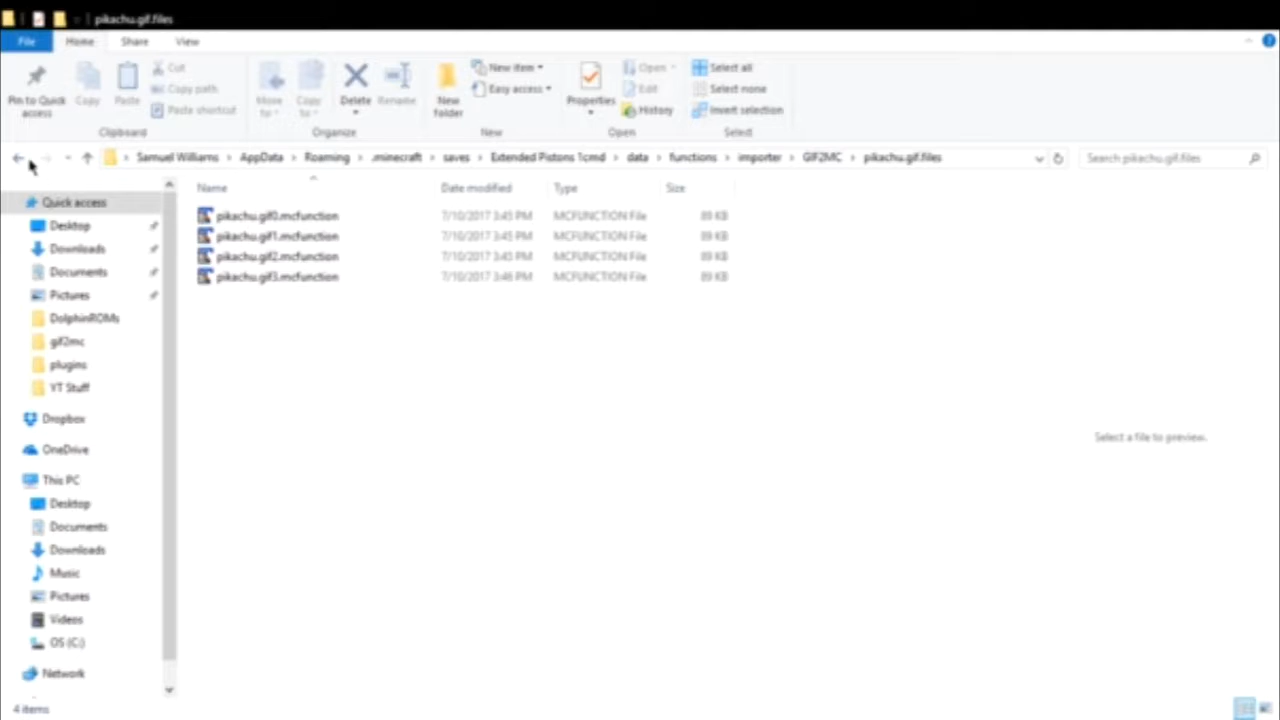 pikachu.gif.files
File Home Share View
Pin to Quick access
Copy
Paste
Cut
Copy path
Paste shortcut
Clipboard
Move to
Copy to
Delete
Rename
Organize
New folder
New item
Easy access
New
Properties
Open
Edit
History
Open
Select all
Select none
Invert selection
Select
Samuel Williams › AppData › Roaming › .minecraft › saves › Extended Pistons 1cmd › data › functions › importer › GIF2MC › pikachu.gif.files
Search pikachu.gif.files
Name Date modified Type Size
pikachu.gif0.mcfunction 7/10/2017 3:45 PM MCFUNCTION File 89 KB
pikachu.gif1.mcfunction 7/10/2017 3:45 PM MCFUNCTION File 89 KB
pikachu.gif2.mcfunction 7/10/2017 3:45 PM MCFUNCTION File 89 KB
pikachu.gif3.mcfunction 7/10/2017 3:46 PM MCFUNCTION File 89 KB
Quick access
Desktop
Downloads
Documents
Pictures
DolphinROMs
gif2mc
plugins
YT Stuff
Dropbox
OneDrive
This PC
Desktop
Documents
Downloads
Music
Pictures
Videos
OS (C:)
Network
Select a file to preview.
4 items